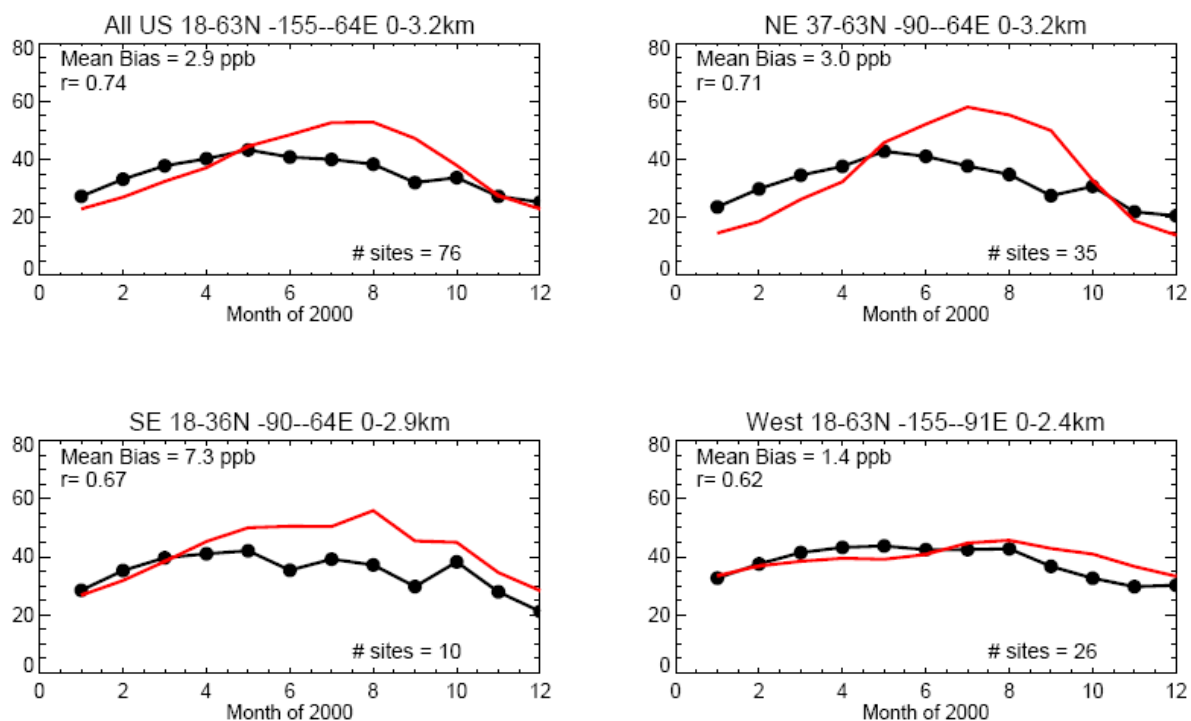 All US 18-63N -155--64E 0-3.2km
80
Mean Bias = 2.9 ppb
r= 0.74
60
40
20
# sites = 76
0
0 2 4 6 8 10 12
Month of 2000
NE 37-63N -90--64E 0-3.2km
80
Mean Bias = 3.0 ppb
r= 0.71
60
40
20
# sites = 35
0
0 2 4 6 8 10 12
Month of 2000
SE 18-36N -90--64E 0-2.9km
80
Mean Bias = 7.3 ppb
r= 0.67
60
40
20
# sites = 10
0
0 2 4 6 8 10 12
Month of 2000
West 18-63N -155--91E 0-2.4km
80
Mean Bias = 1.4 ppb
r= 0.62
60
40
20
# sites = 26
0
0 2 4 6 8 10 12
Month of 2000